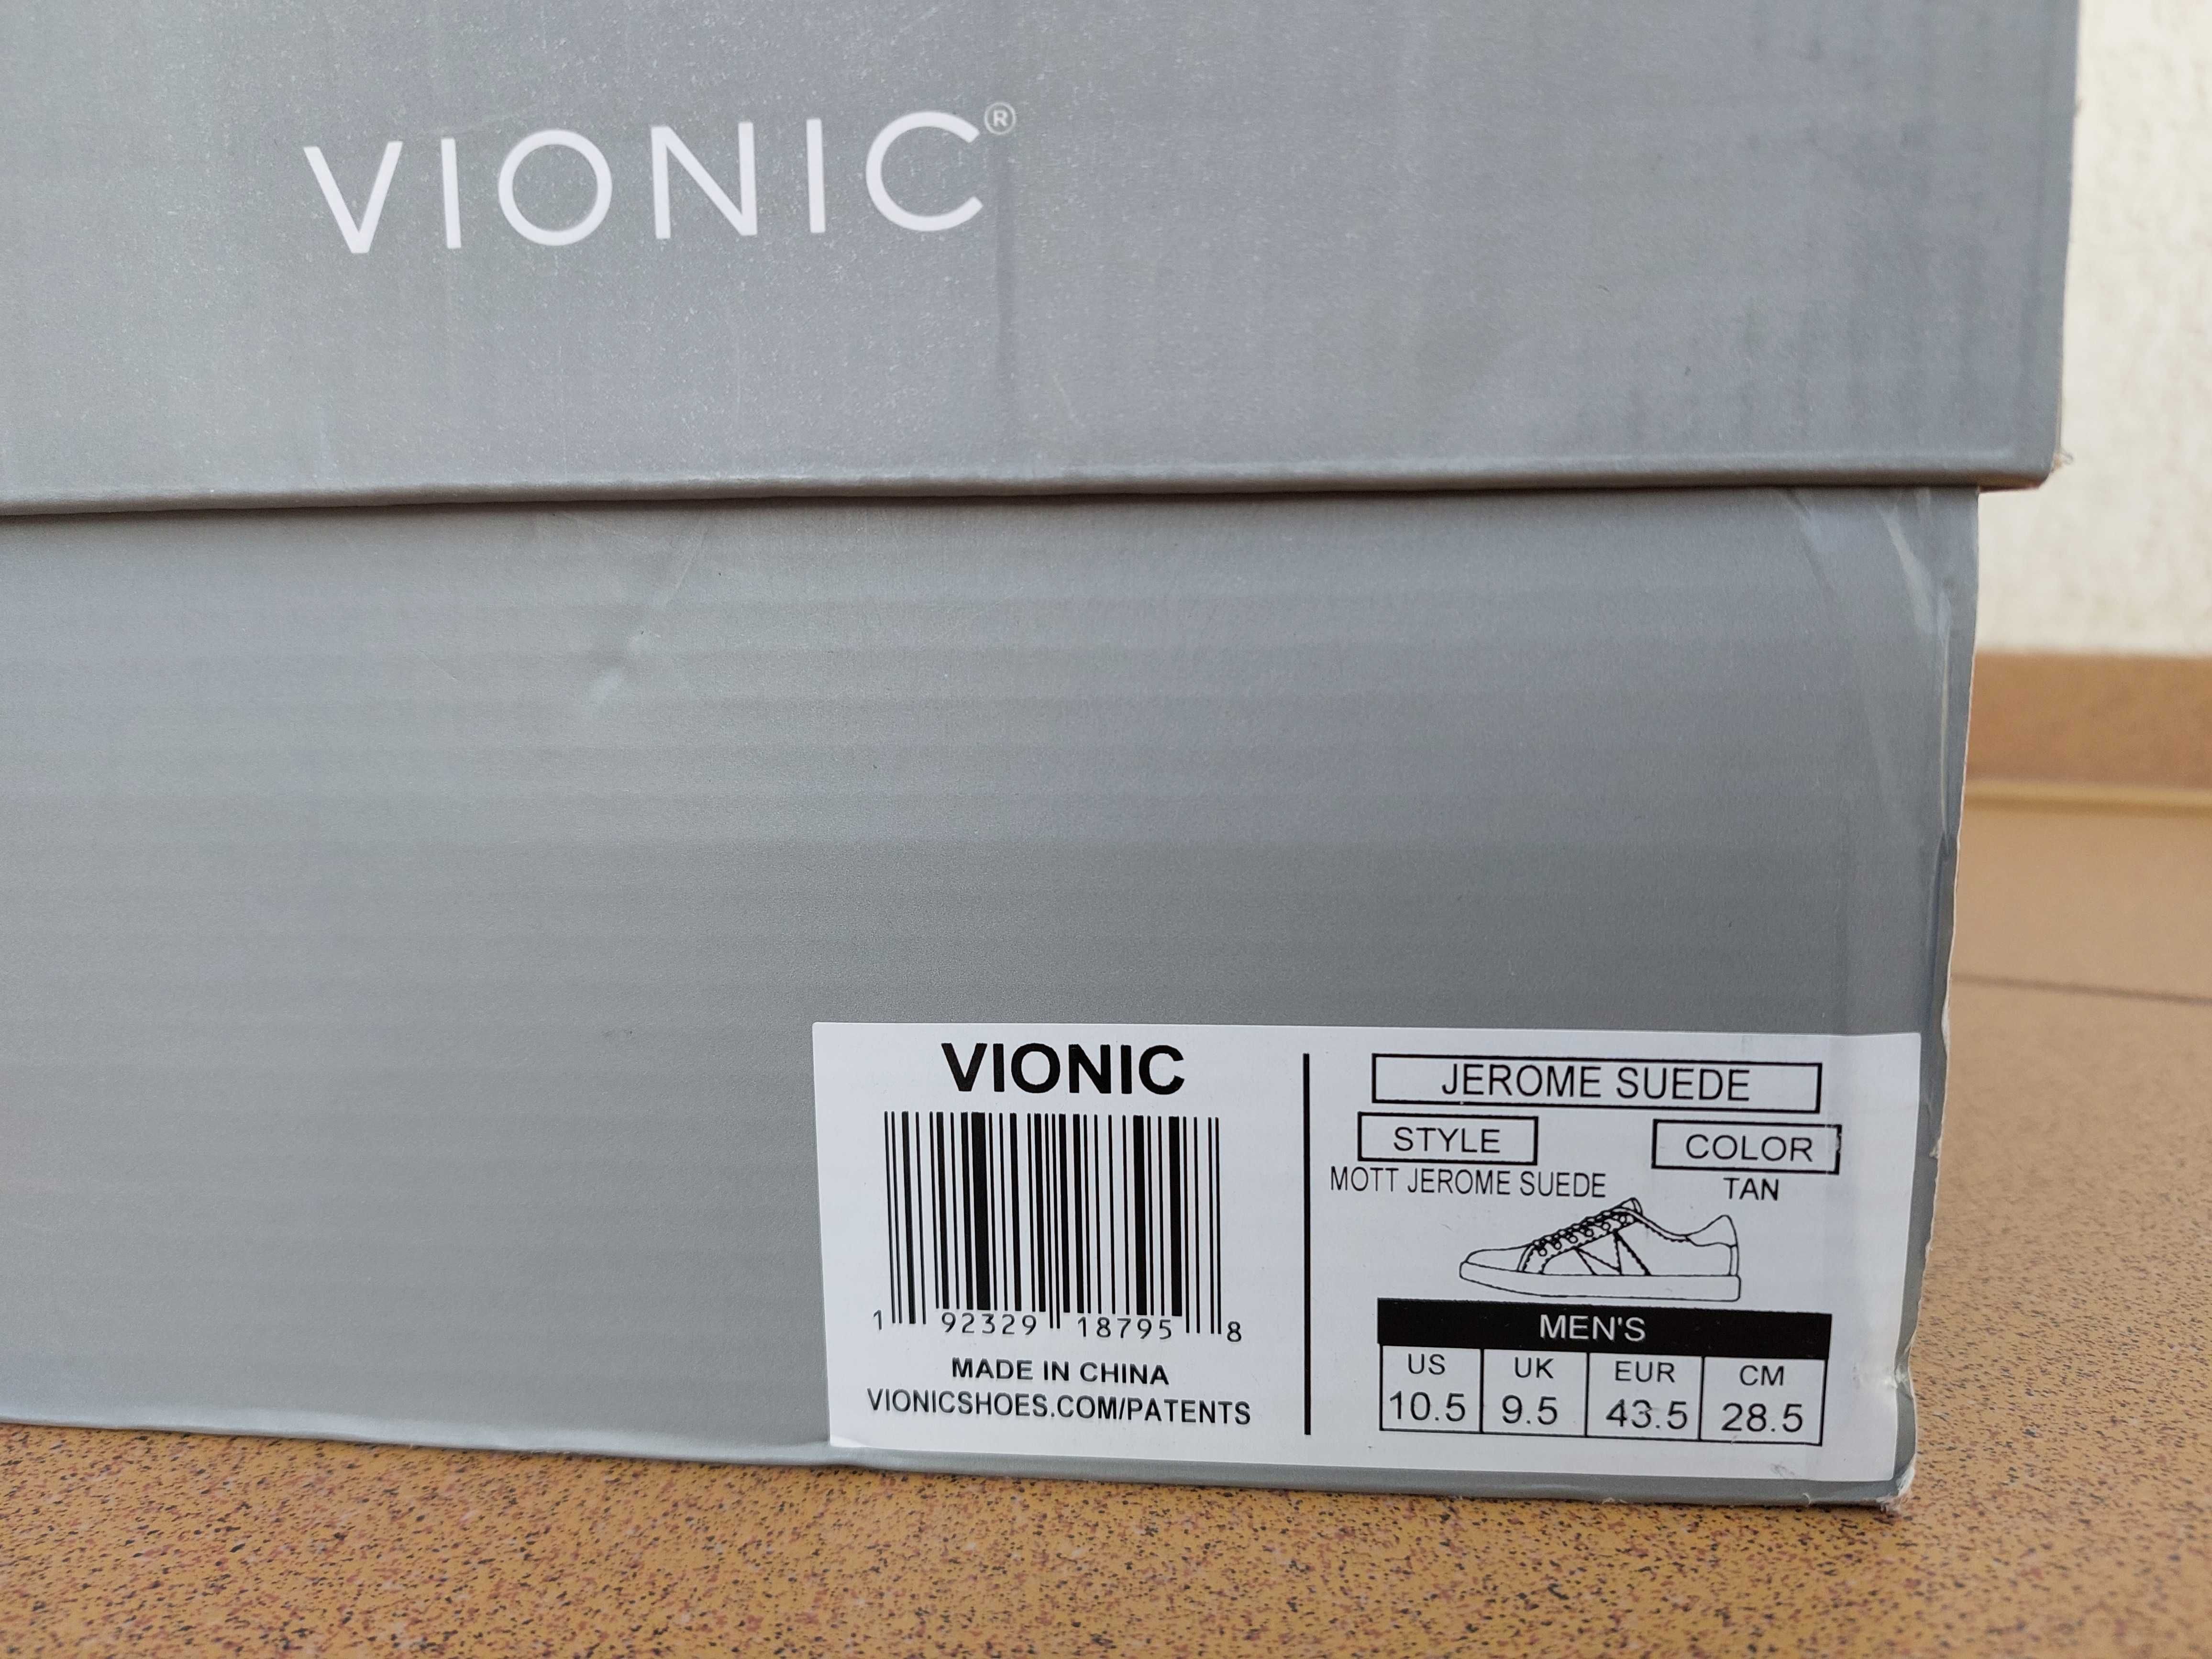 VIONIC®
VIONIC
1 92329 18795 8
MADE IN CHINA
VIONICSHOES.COM/PATENTS
JEROME SUEDE
STYLE COLOR
MOTT JEROME SUEDE TAN
MEN'S
US UK EUR CM
10.5 9.5 43.5 28.5